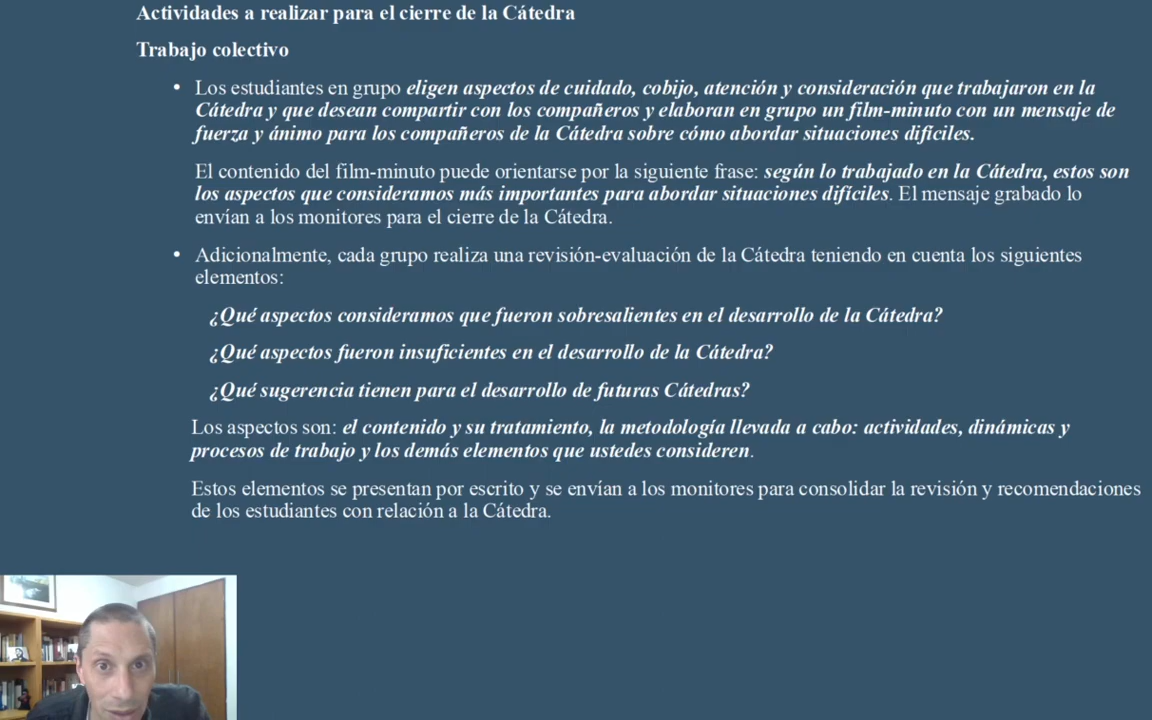 Actividades a realizar para el cierre de la Cátedra
Trabajo colectivo
• Los estudiantes en grupo eligen aspectos de cuidado, cobijo, atención y consideración que trabajaron en la
Cátedra y que desean compartir con los compañeros y elaboran en grupo un film-minuto con un mensaje de
fuerza y ánimo para los compañeros de la Cátedra sobre cómo abordar situaciones difíciles.
El contenido del film-minuto puede orientarse por la siguiente frase: según lo trabajado en la Cátedra, estos son
los aspectos que consideramos más importantes para abordar situaciones difíciles. El mensaje grabado lo
envían a los monitores para el cierre de la Cátedra.
• Adicionalmente, cada grupo realiza una revisión-evaluación de la Cátedra teniendo en cuenta los siguientes
elementos:
¿Qué aspectos consideramos que fueron sobresalientes en el desarrollo de la Cátedra?
¿Qué aspectos fueron insuficientes en el desarrollo de la Cátedra?
¿Qué sugerencia tienen para el desarrollo de futuras Cátedras?
Los aspectos son: el contenido y su tratamiento, la metodología llevada a cabo: actividades, dinámicas y
procesos de trabajo y los demás elementos que ustedes consideren.
Estos elementos se presentan por escrito y se envían a los monitores para consolidar la revisión y recomendaciones
de los estudiantes con relación a la Cátedra.